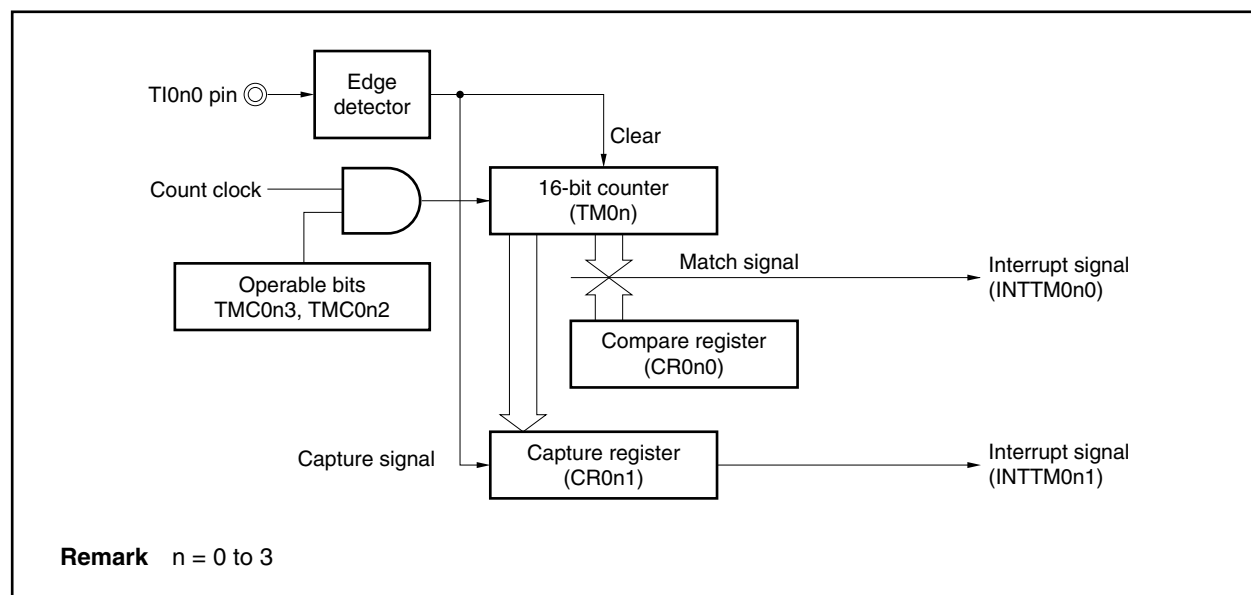 TI0n0 pin
Edge
detector
Clear
Count clock
16-bit counter
(TM0n)
Operable bits
TMC0n3, TMC0n2
Match signal
Interrupt signal
(INTTM0n0)
Compare register
(CR0n0)
Capture signal
Capture register
(CR0n1)
Interrupt signal
(INTTM0n1)
Remark n = 0 to 3